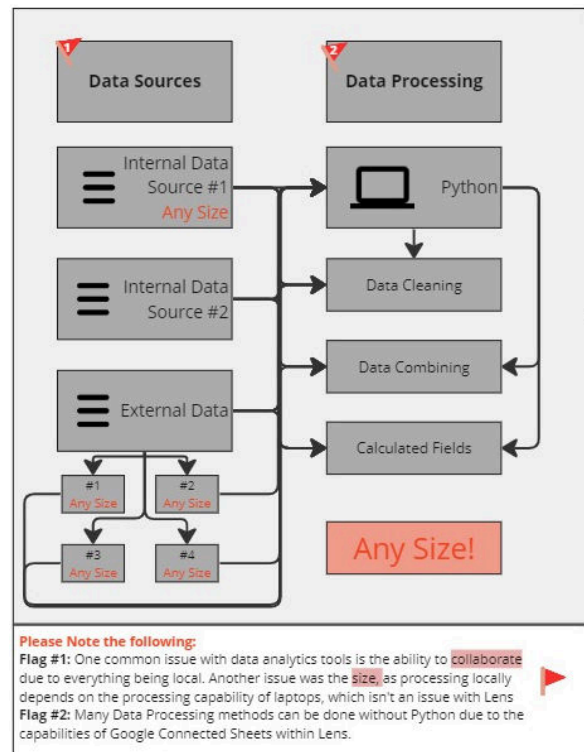 1
Data Sources
2
Data Processing
Internal Data
Source #1
Any Size
Python
Internal Data
Source #2
Data Cleaning
External Data
Data Combining
Calculated Fields
#1
Any Size
#2
Any Size
#3
Any Size
#4
Any Size
Any Size!
Please Note the following:
Flag #1: One common issue with data analytics tools is the ability to collaborate
due to everything being local. Another issue was the size, as processing locally
depends on the processing capability of laptops, which isn't an issue with Lens
Flag #2: Many Data Processing methods can be done without Python due to the
capabilities of Google Connected Sheets within Lens.